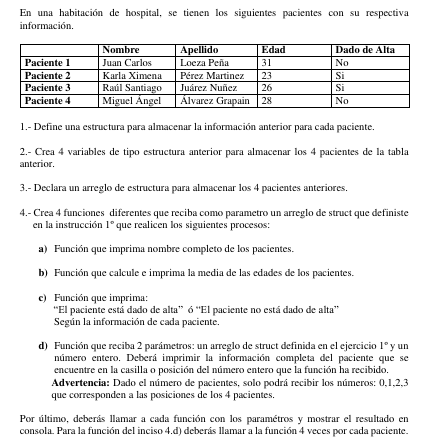 En una habitación de hospital, se tienen los siguientes pacientes con su respectiva
información.
Nombre Apellido Edad Dado de Alta
Paciente 1 Juan Carlos Loeza Peña 31 No
Paciente 2 Karla Ximena Pérez Martinez 23 Si
Paciente 3 Raúl Santiago Juárez Nuñez 26 Si
Paciente 4 Miguel Ángel Álvarez Grapain 28 No
1.- Define una estructura para almacenar la información anterior para cada paciente.
2.- Crea 4 variables de tipo estructura anterior para almacenar los 4 pacientes de la tabla
anterior.
3.- Declara un arreglo de estructura para almacenar los 4 pacientes anteriores.
4.- Crea 4 funciones diferentes que reciba como parametro un arreglo de struct que definiste
en la instrucción 1º que realicen los siguientes procesos:
a) Función que imprima nombre completo de los pacientes.
b) Función que calcule e imprima la media de las edades de los pacientes.
c) Función que imprima:
“El paciente está dado de alta” ó “El paciente no está dado de alta”
Según la información de cada paciente.
d) Función que reciba 2 parámetros: un arreglo de struct definida en el ejercicio 1º y un
número entero. Deberá imprimir la información completa del paciente que se
encuentre en la casilla o posición del número entero que la función ha recibido.
Advertencia: Dado el número de pacientes, solo podrá recibir los números: 0,1,2,3
que corresponden a las posiciones de los 4 pacientes.
Por último, deberás llamar a cada función con los paramétros y mostrar el resultado en
consola. Para la función del inciso 4.d) deberás llamar a la función 4 veces por cada paciente.